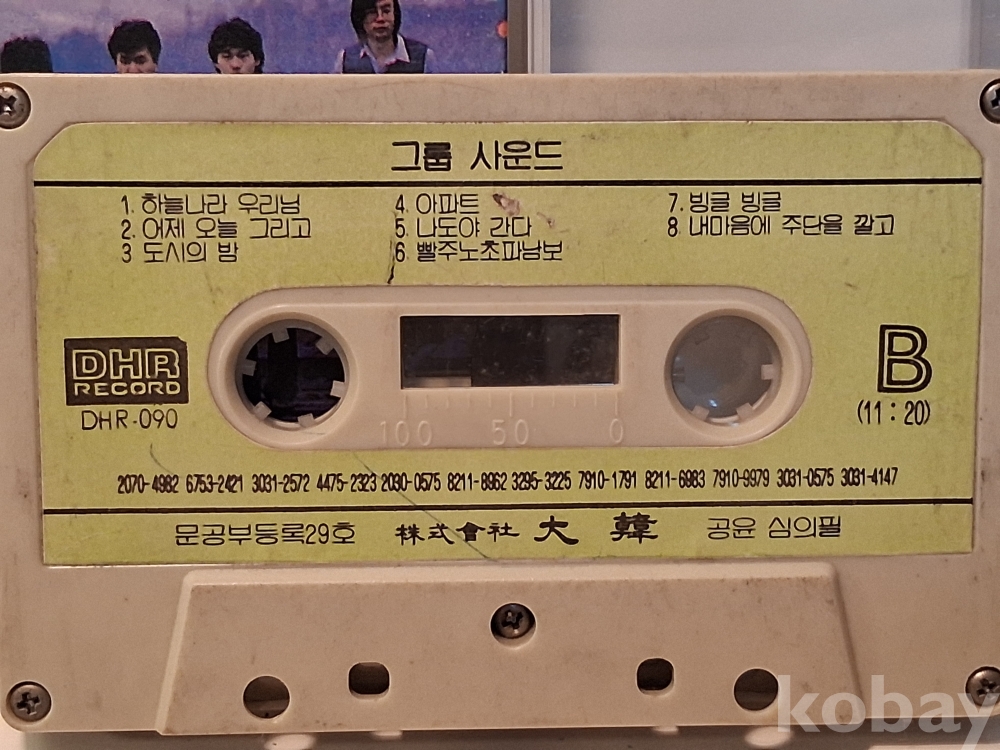 그룹 사운드
1. 하늘나라 우리님
2. 어제 오늘 그리고
3 도시의 밤
4. 아파트
5. 나도야 간다
6. 빨주노초파남보
7. 빙글 빙글
8 내마음에 주단을 깔고
DHR
RECORD
DHR-090
B
(11:20)
100 50 0
2070-4982 6753-2421 3031-2572 4475-2323 2090-0575 8211-8962 3295-3225 7910-1791 8211-6983 7910-9979 3031-0575 3031-4147
문공부등록29호 株式會社 大韓 공윤 심의필
kobay